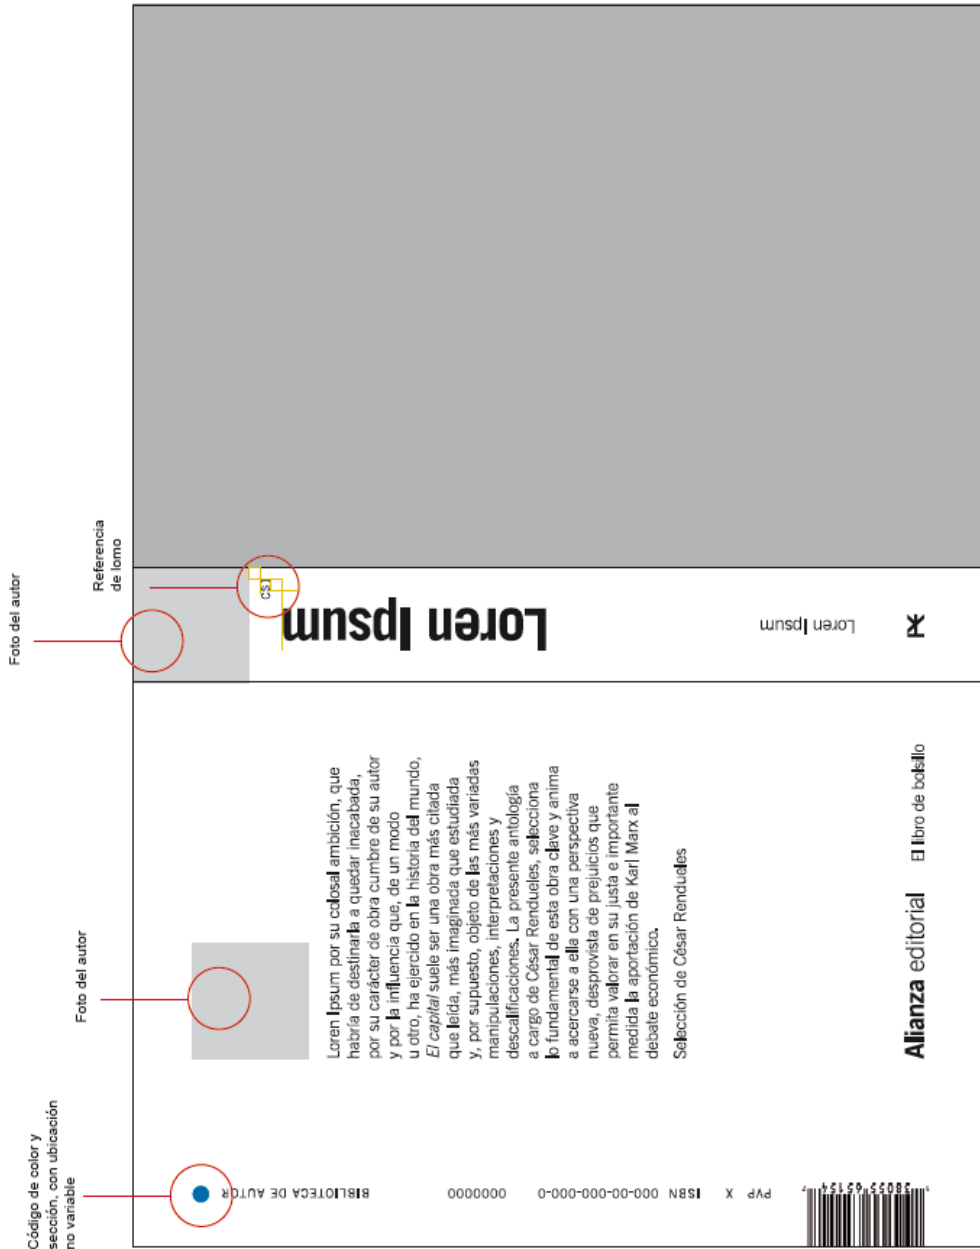 Código de color y
sección, con ubicación
no variable
Foto del autor
Foto del autor
Referencia
de lomo
BIBLIOTECA DE AUTOR
0000000
ISBN 000-00-000-000-0
PVP X
Loren Ipsum por su colosal ambición, que
habría de destinarla a quedar inacabada,
por su carácter de obra cumbre de su autor
y por la influencia que, de un modo
u otro, ha ejercido en la historia del mundo,
El capital suele ser una obra más citada
que leída, más imaginada que estudiada
y, por supuesto, objeto de las más variadas
manipulaciones, interpretaciones y
descalificaciones. La presente antología
a cargo de César Rendueles, selecciona
lo fundamental de esta obra clave y anima
a acercarse a ella con una perspectiva
nueva, desprovista de prejuicios que
permita valorar en su justa e importante
medida la aportación de Karl Marx al
debate económico.
Selección de César Rendueles
Alianza editorial El libro de bolsillo
Loren Ipsum
Loren Ipsum